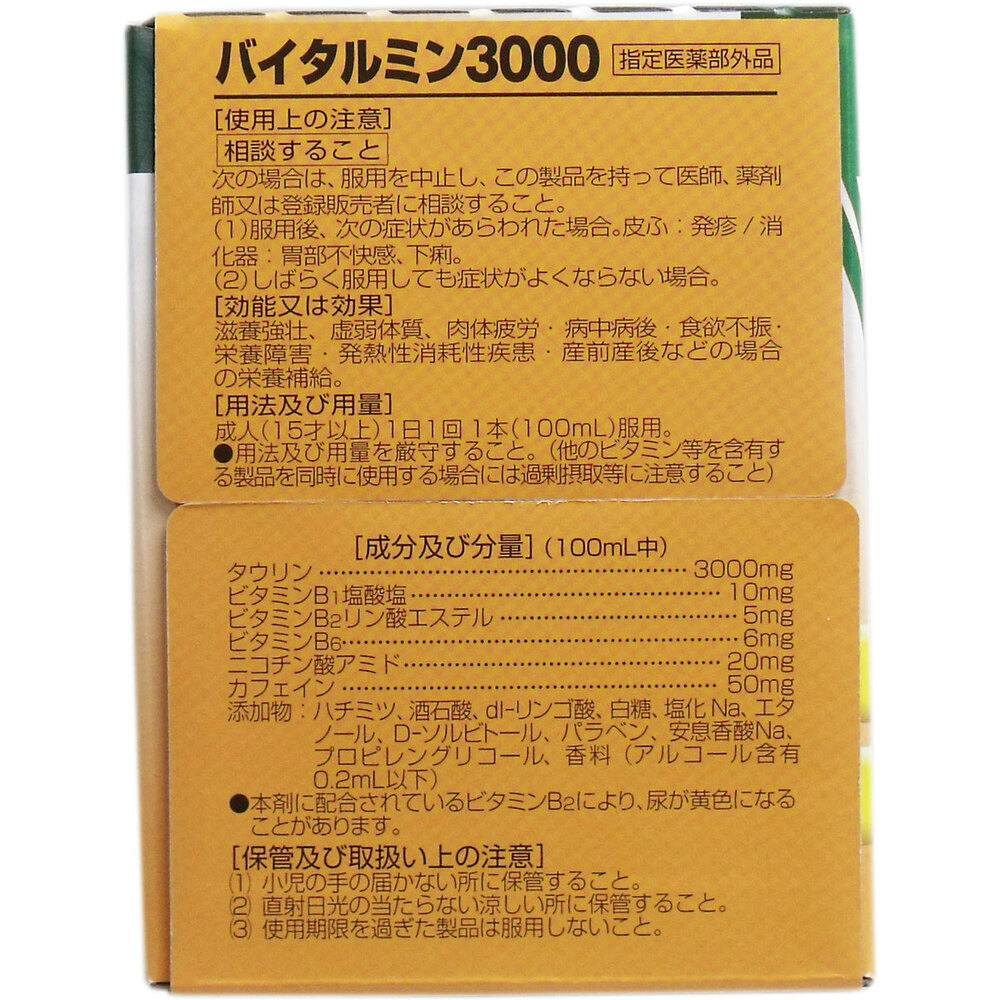 バイタルミン3000 指定医薬部外品
[使用上の注意]
相談すること
次の場合は、服用を中止し、この製品を持って医師、薬剤
師又は登録販売者に相談すること。
(1)服用後、次の症状があらわれた場合。皮ふ：発疹/消
化器：胃部不快感、下痢。
(2)しばらく服用しても症状がよくならない場合。
[効能又は効果]
滋養強壮、虚弱体質、肉体疲労・病中病後・食欲不振・
栄養障害・発熱性消耗性疾患・産前産後などの場合
の栄養補給。
[用法及び用量]
成人(15才以上)1日1回1本(100mL)服用。
●用法及び用量を厳守すること。(他のビタミン等を含有す
る製品を同時に使用する場合には過剰摂取等に注意すること)
[成分及び分量](100mL中)
タウリン……………………………… 3000mg
ビタミンB₁塩酸塩……………………… 10mg
ビタミンB₂リン酸エステル…………………5mg
ビタミンB₆………………………………6mg
ニコチン酸アミド………………………… 20mg
カフェイン……………………………… 50mg
添加物：ハチミツ、酒石酸、dl-リンゴ酸、白糖、塩化Na、エタ
ノール、D-ソルビトール、パラベン、安息香酸Na、
プロピレングリコール、香料（アルコール含有
0.2mL以下）
●本剤に配合されているビタミンB₂により、尿が黄色になる
ことがあります。
[保管及び取扱い上の注意]
(1) 小児の手の届かない所に保管すること。
(2) 直射日光の当たらない涼しい所に保管すること。
(3) 使用期限を過ぎた製品は服用しないこと。